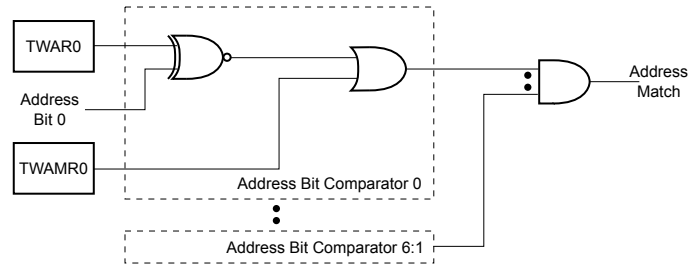 TWAR0
Address
Bit 0
TWAMR0
Address Bit Comparator 0
Address
Match
Address Bit Comparator 6:1